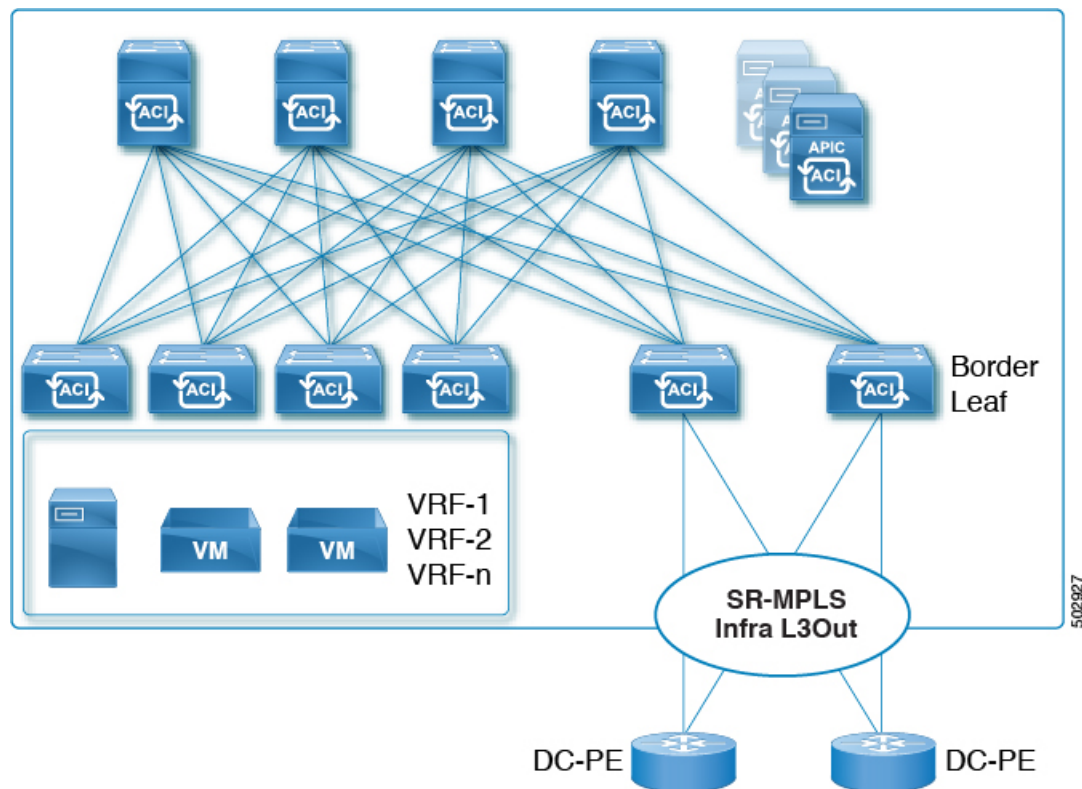 ACI
ACI
ACI
ACI
APIC
ACI
ACI
ACI
ACI
ACI
ACI
ACI
Border
Leaf
VM
VM
VRF-1
VRF-2
VRF-n
SR-MPLS
Infra L3Out
502927
DC-PE
DC-PE